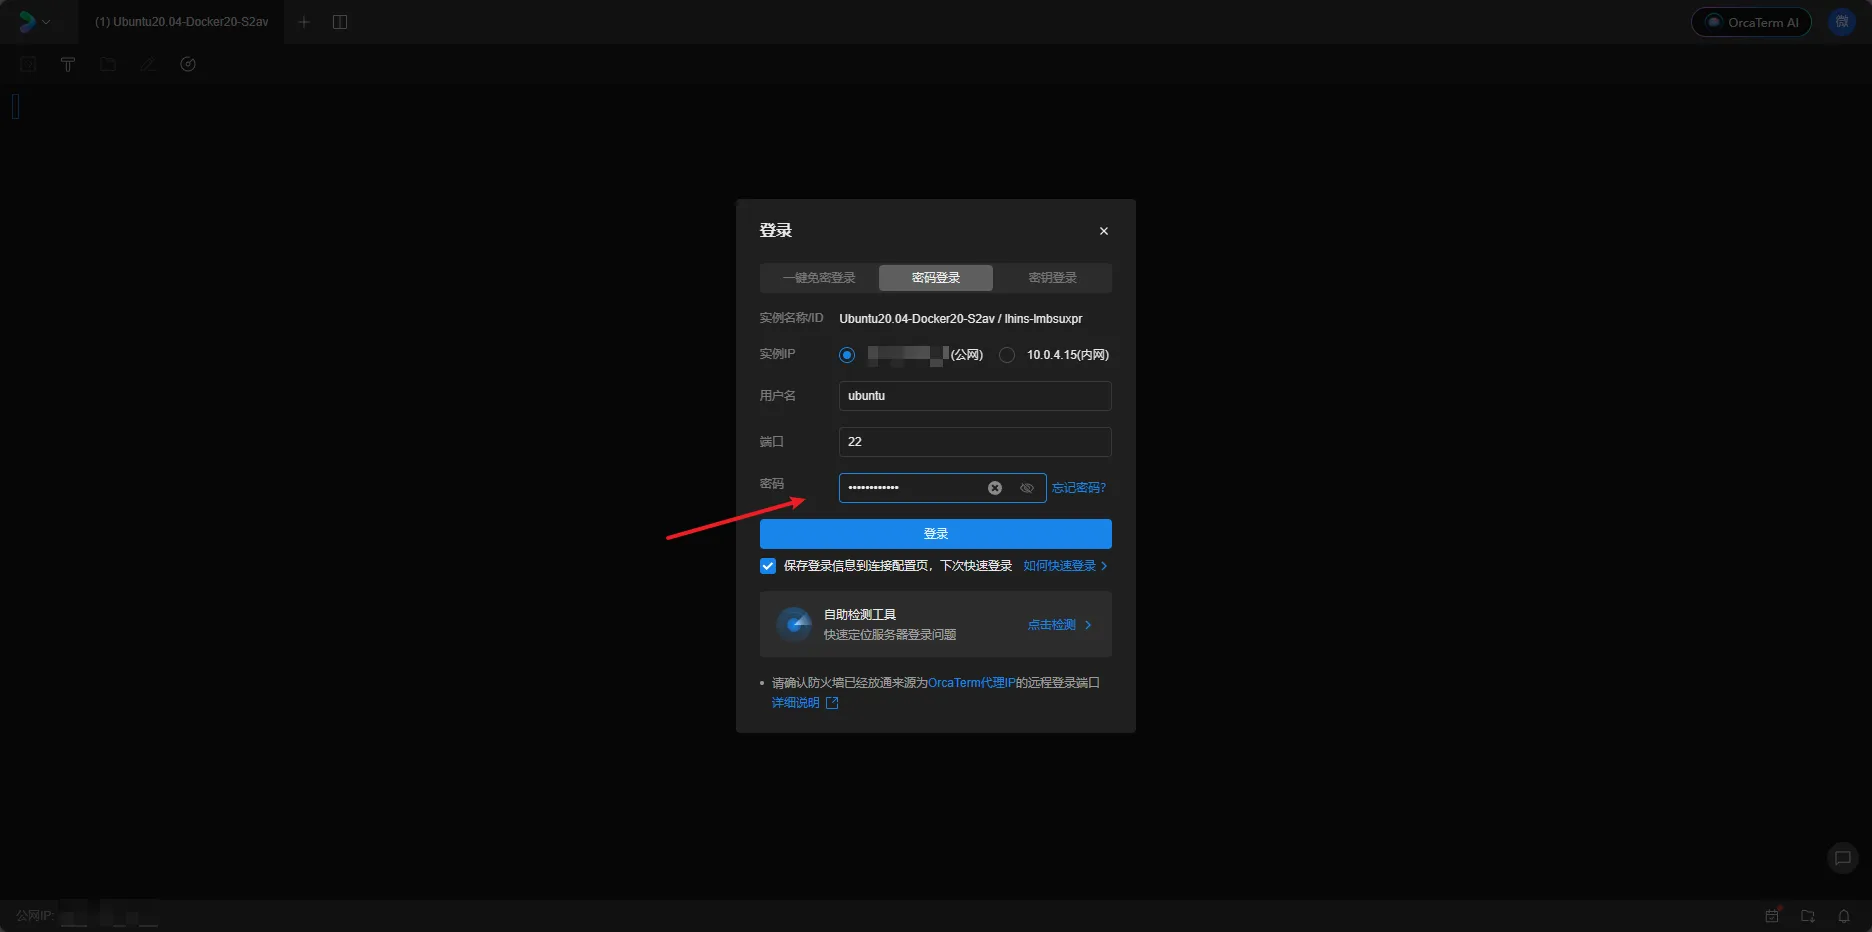 (1) Ubuntu20.04-Docker20-S2av
OrcaTerm AI
微
登录
一键免密登录 密码登录 密钥登录
实例名称/ID Ubuntu20.04-Docker20-S2av / lhins-lmbsuxpr
实例IP (公网) 10.0.4.15(内网)
用户名 ubuntu
端口 22
密码 •••••••••••• 忘记密码?
登录
保存登录信息到连接配置页，下次快速登录 如何快速登录
自助检测工具
快速定位服务器登录问题
点击检测
• 请确认防火墙已经放通来源为OrcaTerm代理IP的远程登录端口
详细说明
公网IP: